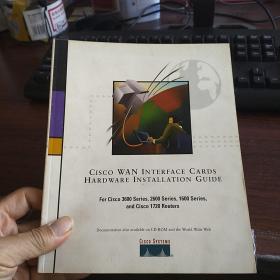 CISCO WAN INTERFACE CARDS
HARDWARE INSTALLATION GUIDE
For Cisco 3600 Series, 2600 Series, 1600 Series,
and Cisco 1720 Routers
Documentation also available on CD-ROM and the World Wide Web
CISCO SYSTEMS